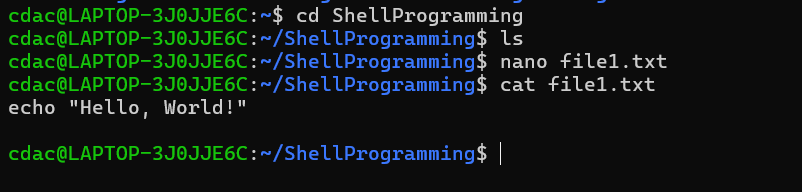 cdac@LAPTOP-3J0JJE6C:~$ cd ShellProgramming
cdac@LAPTOP-3J0JJE6C:~/ShellProgramming$ ls
cdac@LAPTOP-3J0JJE6C:~/ShellProgramming$ nano file1.txt
cdac@LAPTOP-3J0JJE6C:~/ShellProgramming$ cat file1.txt
echo "Hello, World!"
cdac@LAPTOP-3J0JJE6C:~/ShellProgramming$